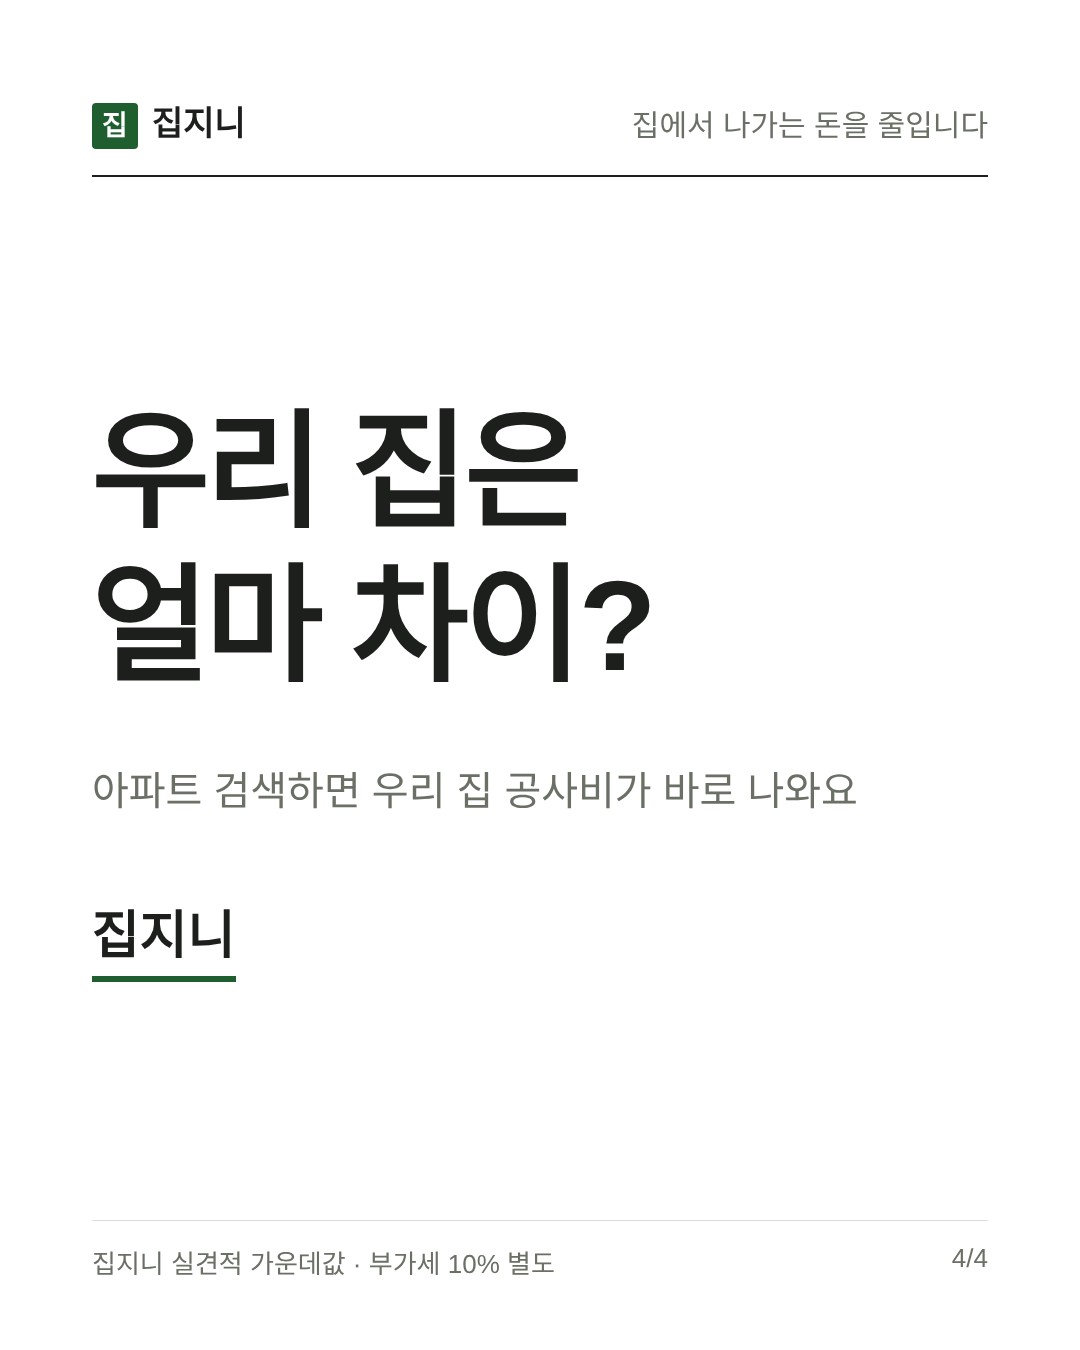 집 집지니
집에서 나가는 돈을 줄입니다
우리 집은
얼마 차이?
아파트 검색하면 우리 집 공사비가 바로 나와요
집지니
집지니 실견적 가운데값 · 부가세 10% 별도
4/4